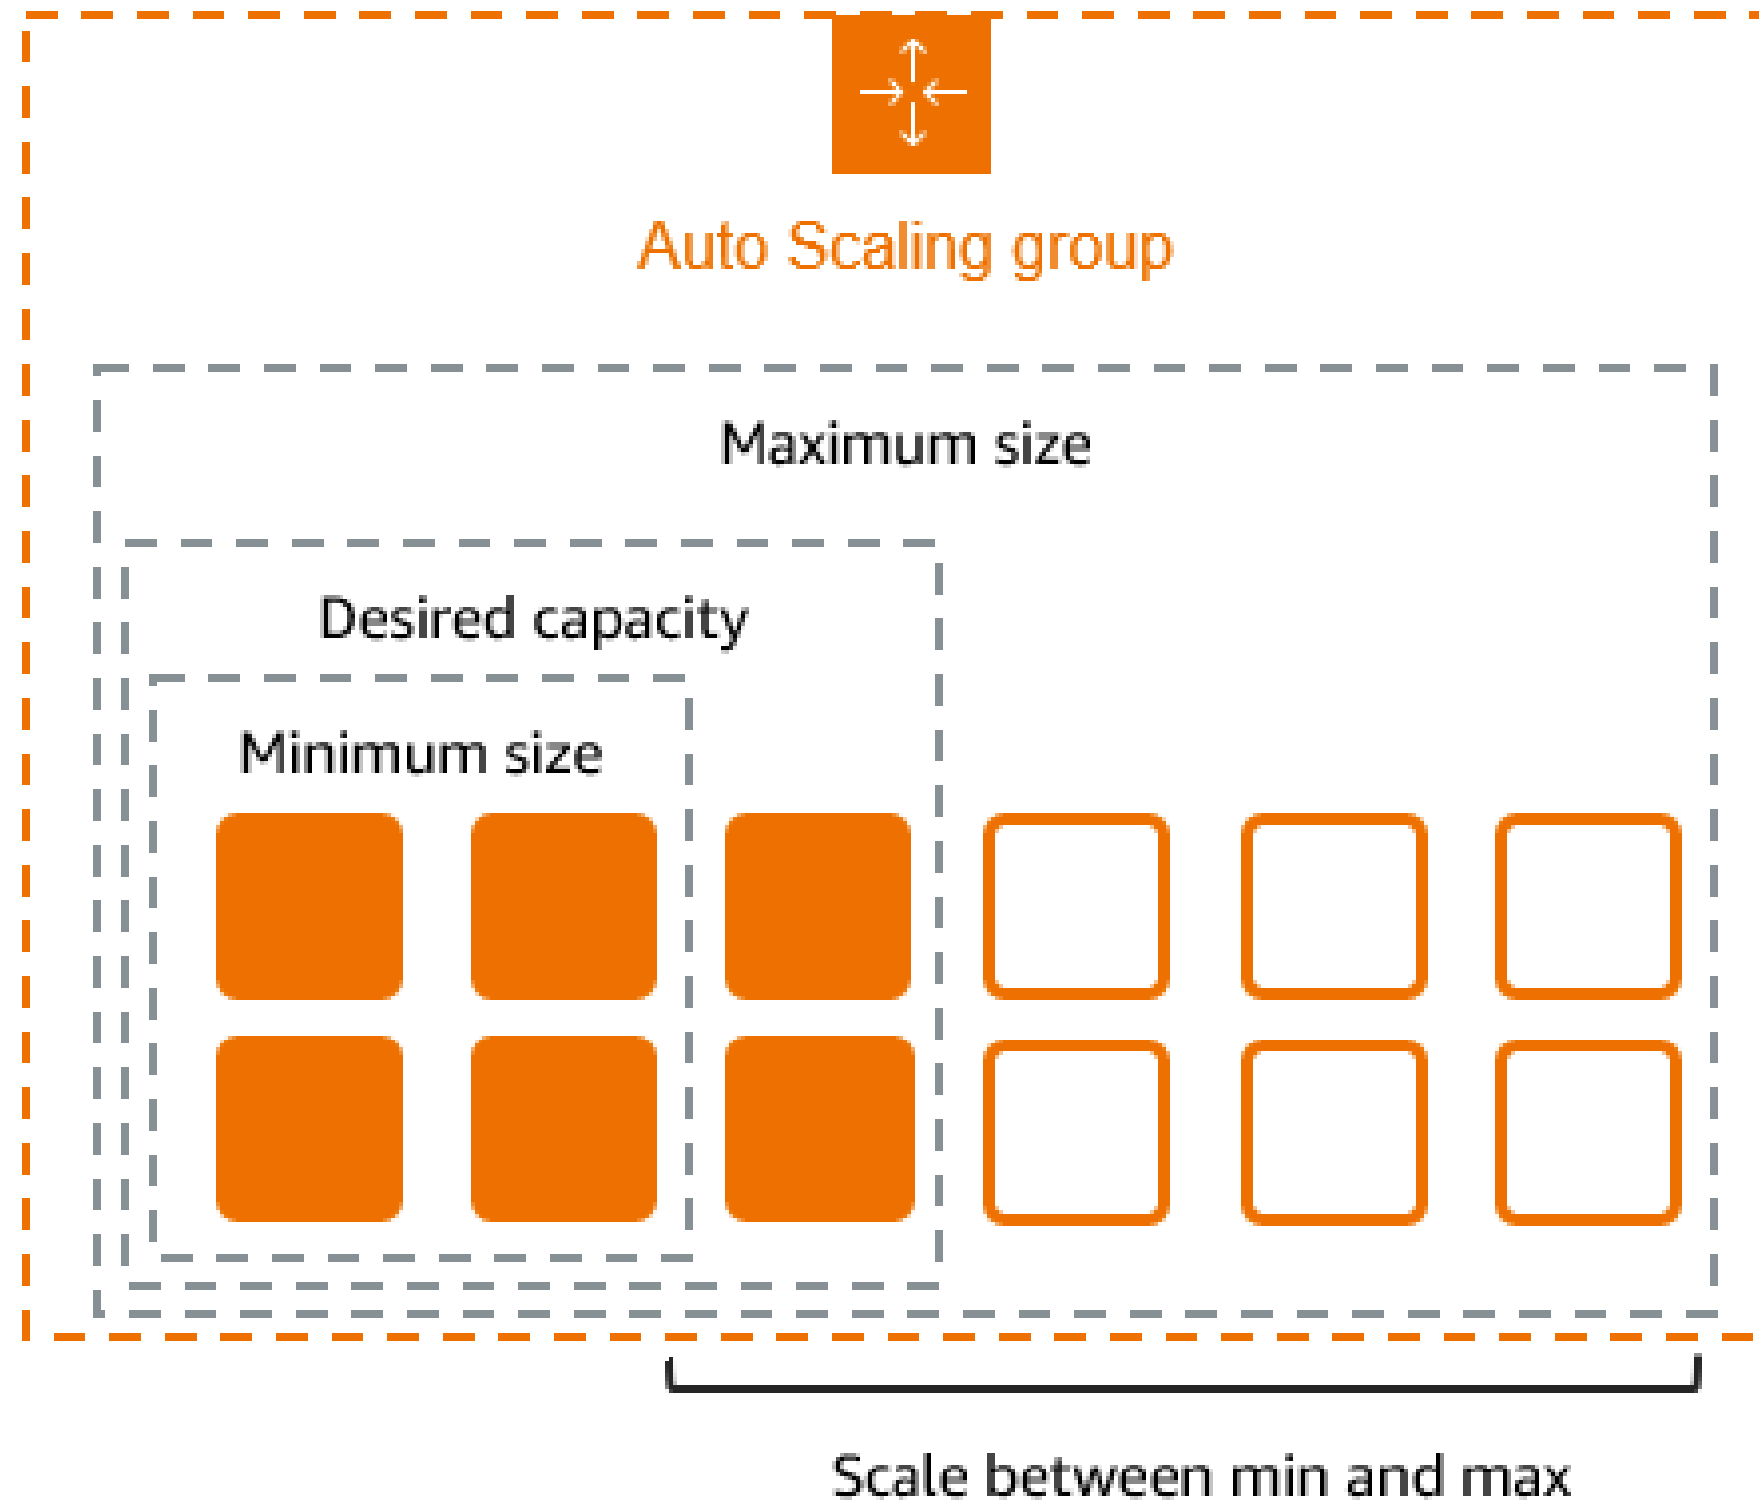 Auto Scaling group
Maximum size
Desired capacity
Minimum size
Scale between min and max